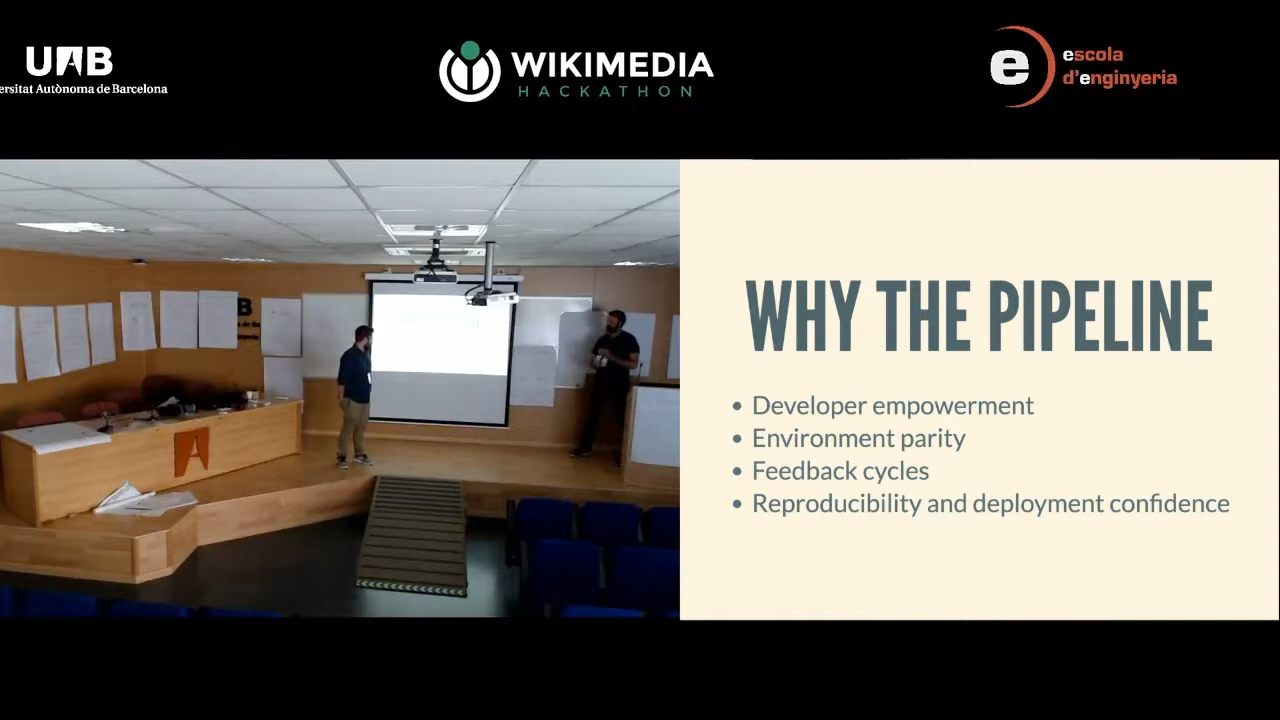 UAB
ersitat Autònoma de Barcelona
WIKIMEDIA
HACKATHON
e
escola
d'enginyeria
WHY THE PIPELINE
• Developer empowerment
• Environment parity
• Feedback cycles
• Reproducibility and deployment confidence